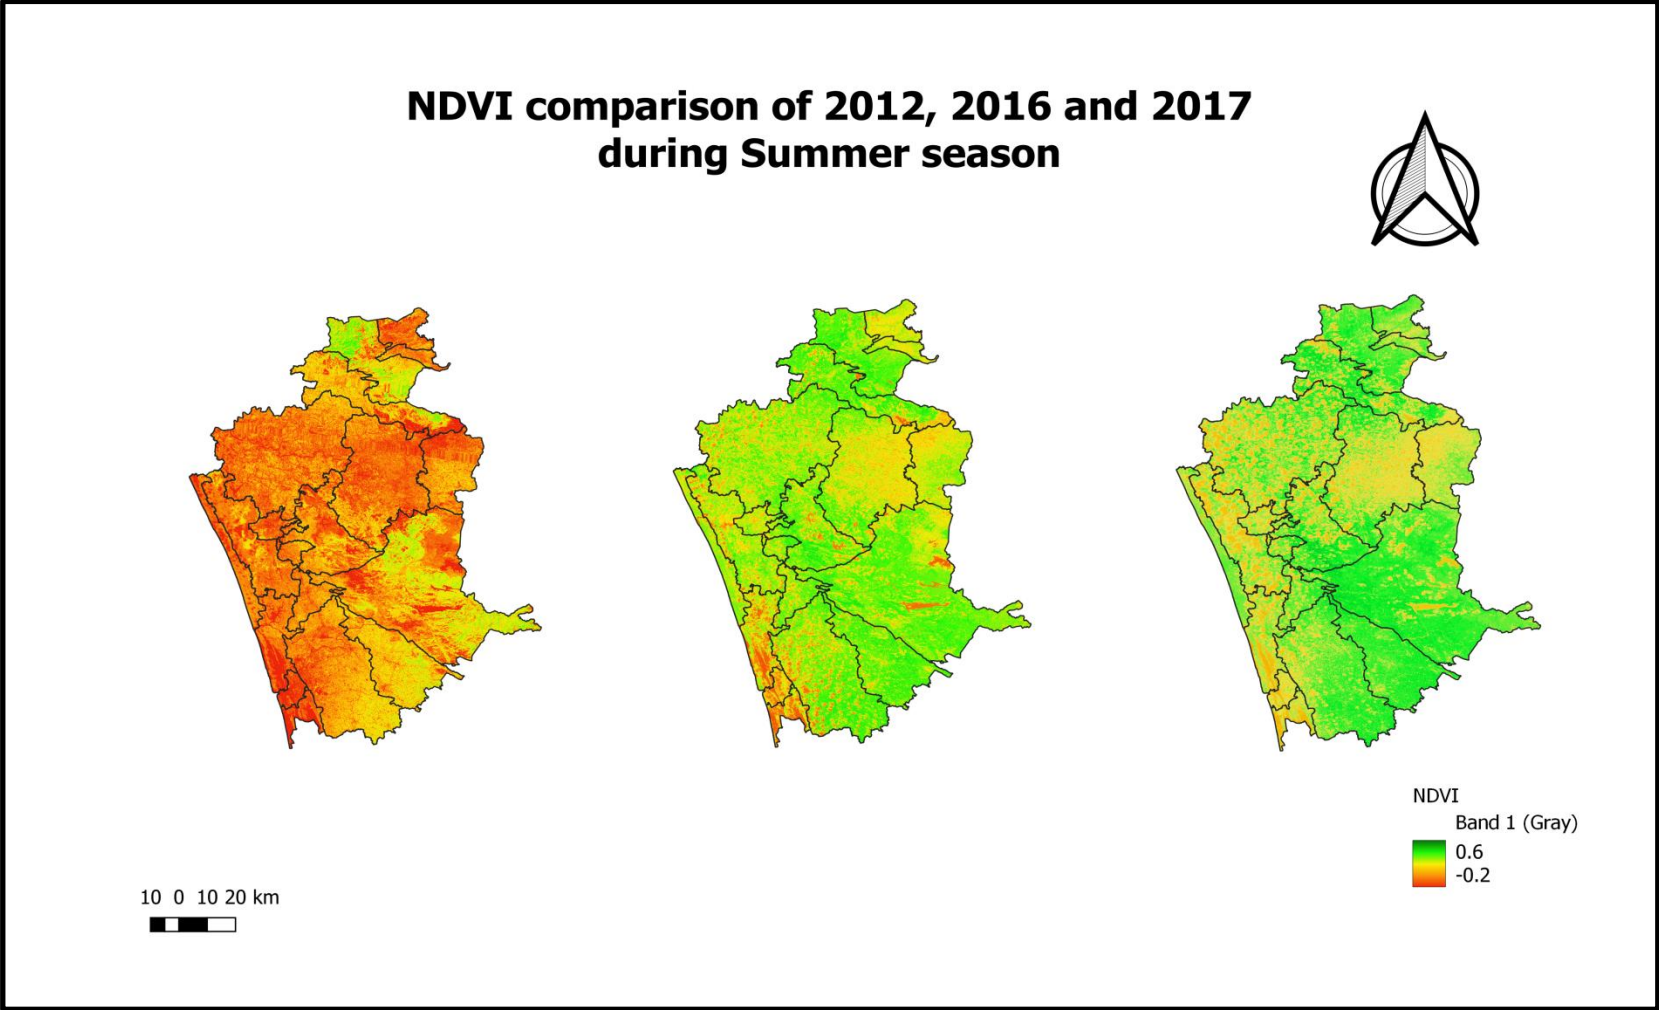 NDVI comparison of 2012, 2016 and 2017
during Summer season
NDVI
Band 1 (Gray)
0.6
-0.2
10 0 10 20 km